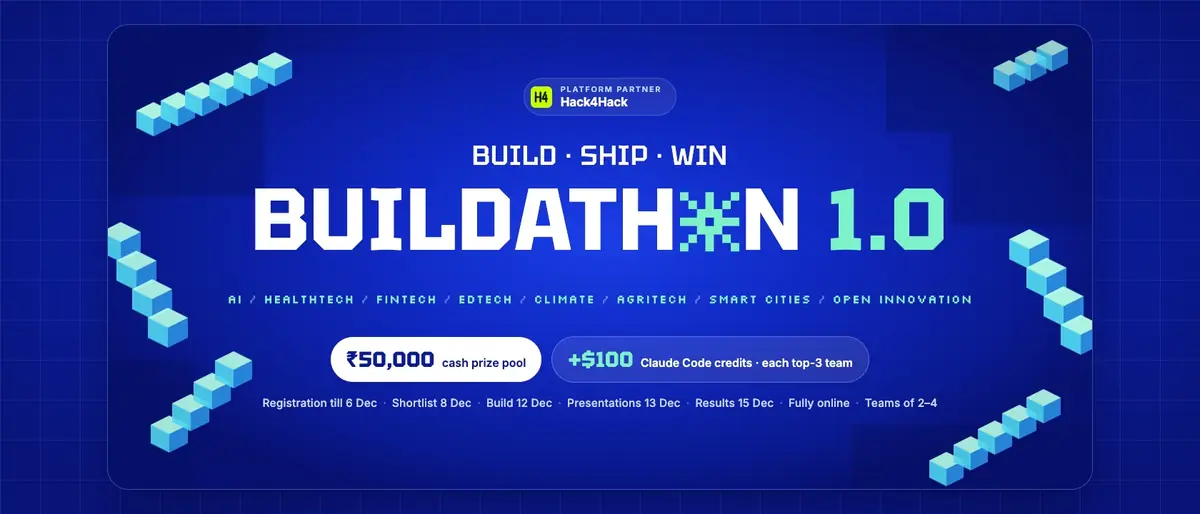 H4 PLATFORM PARTNER
Hack4Hack
BUILD · SHIP · WIN
BUILDATHON 1.0
AI / HEALTHTECH / FINTECH / EDTECH / CLIMATE / AGRITECH / SMART CITIES / OPEN INNOVATION
₹50,000 cash prize pool
+$100 Claude Code credits · each top-3 team
Registration till 6 Dec · Shortlist 8 Dec · Build 12 Dec · Presentations 13 Dec · Results 15 Dec · Fully online · Teams of 2–4